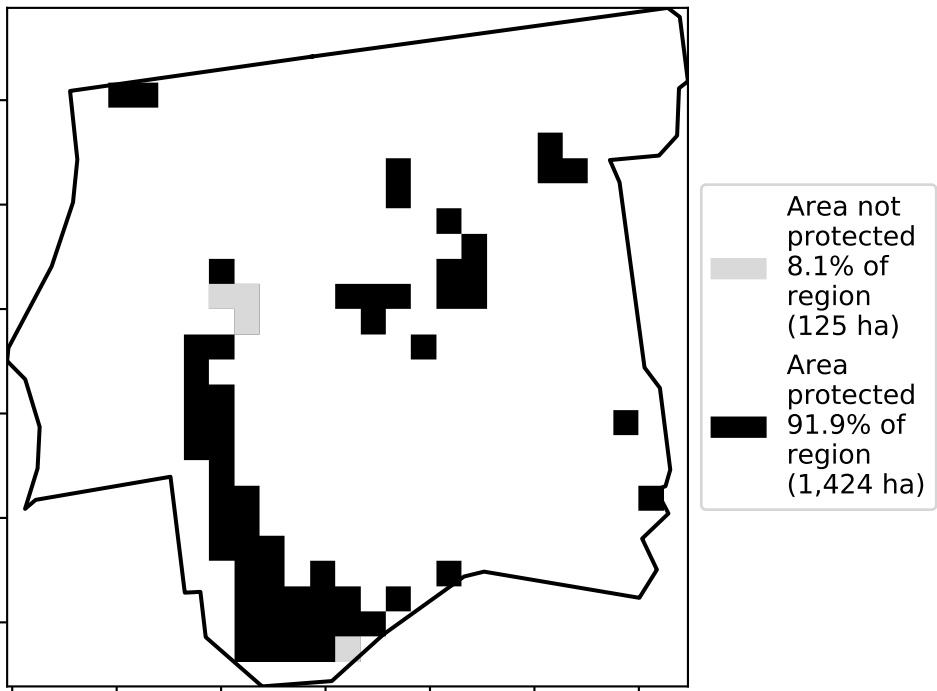 Area not
protected
8.1% of
region
(125 ha)
Area
protected
91.9% of
region
(1,424 ha)